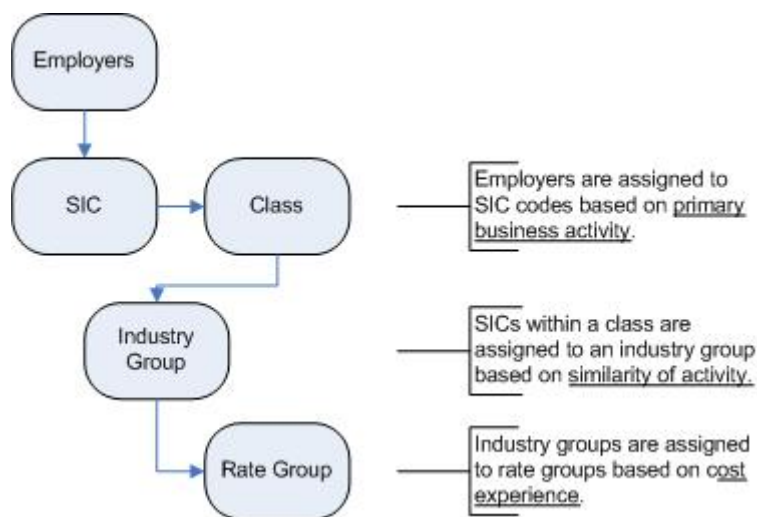 Employers
SIC
Class
Employers are assigned to
SIC codes based on primary
business activity.
Industry
Group
SICs within a class are
assigned to an industry group
based on similarity of activity.
Rate Group
Industry groups are assigned
to rate groups based on cost
experience.